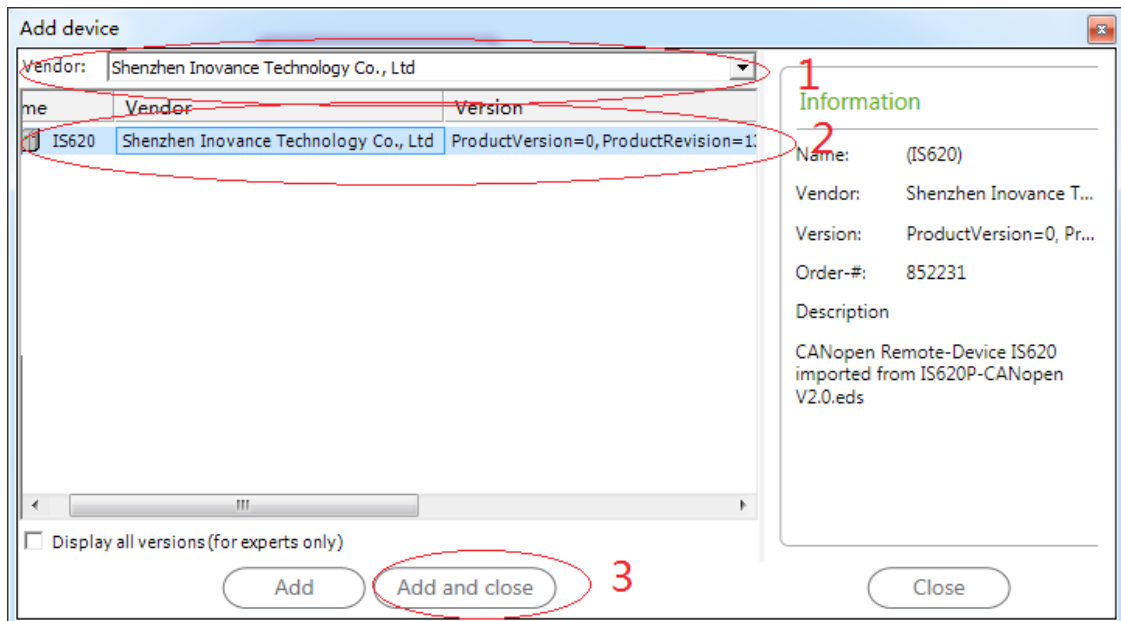 Add device
Vendor: Shenzhen Inovance Technology Co., Ltd
1
me Vendor Version
IS620 Shenzhen Inovance Technology Co., Ltd ProductVersion=0, ProductRevision=1
2
Display all versions (for experts only)
Add
Add and close
3
Information
Name: (IS620)
Vendor: Shenzhen Inovance T...
Version: ProductVersion=0, Pr...
Order-#: 852231
Description
CANopen Remote-Device IS620
imported from IS620P-CANopen
V2.0.eds
Close